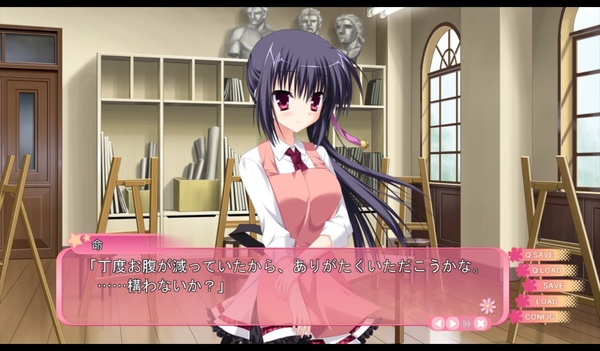 命
「丁度お腹が減っていたから、ありがたくいただこうかな。
……構わないか？」
Q SAVE
Q LOAD
SAVE
LOAD
CONFIG